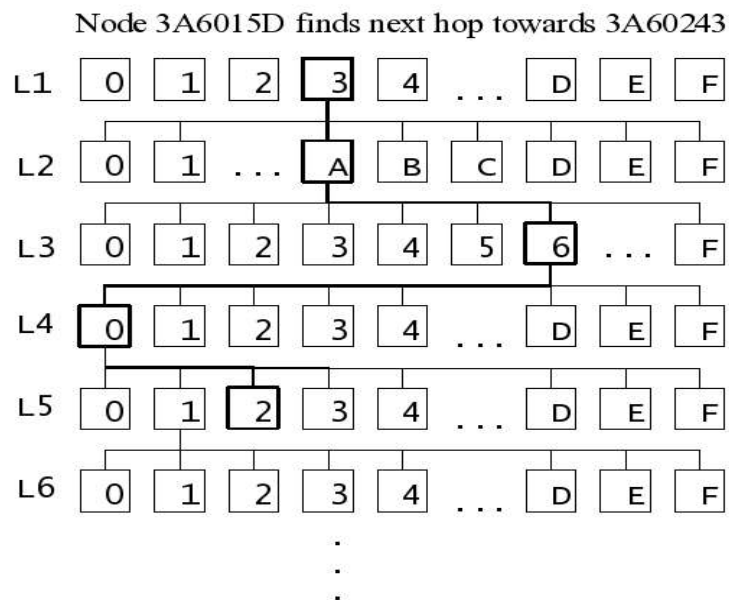 Node 3A6015D finds next hop towards 3A60243
L1 0 1 2 3 4 ... D E F
L2 0 1 ... A B C D E F
L3 0 1 2 3 4 5 6 ... F
L4 0 1 2 3 4 ... D E F
L5 0 1 2 3 4 ... D E F
L6 0 1 2 3 4 ... D E F
.
.
.